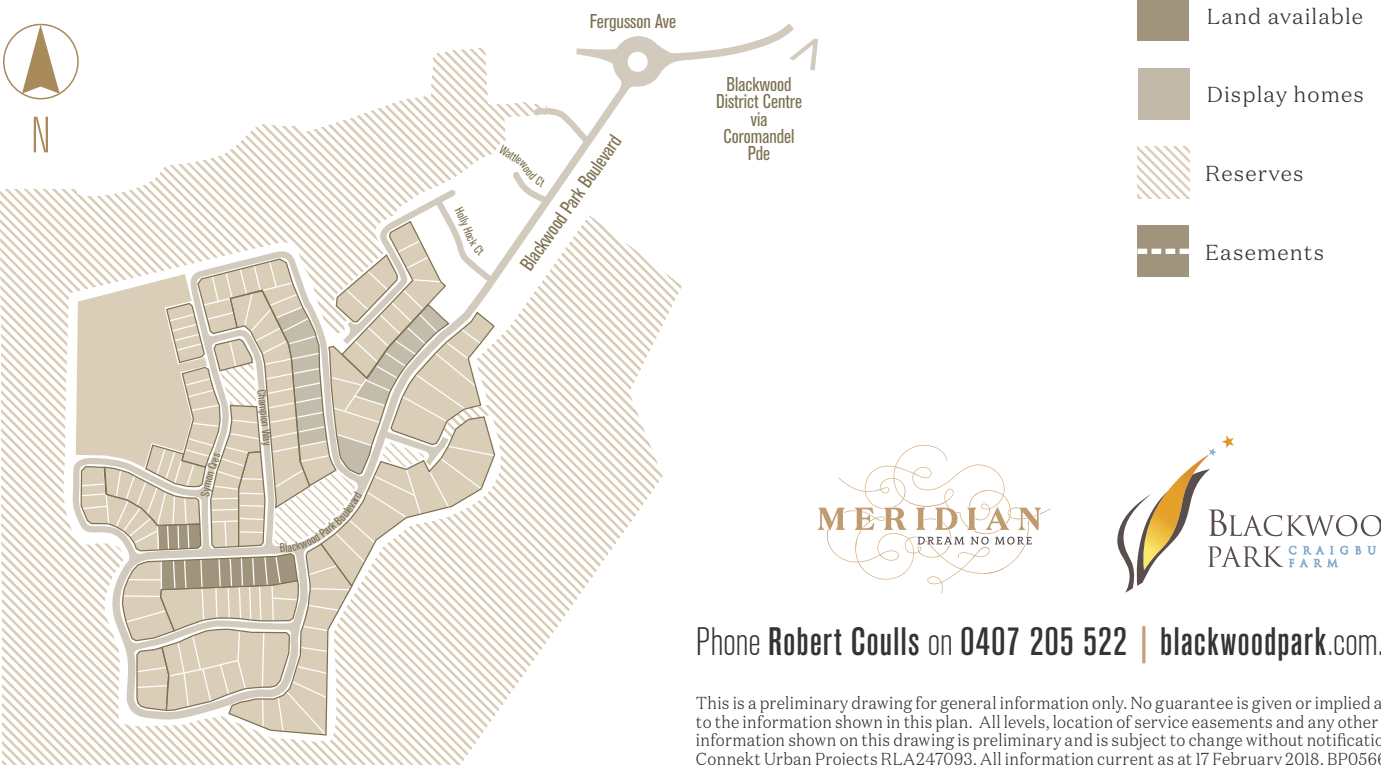 Fergusson Ave
Blackwood
District Centre
via
Coromandel
Pde
N
Wattlewood Ct
Holly Hock Ct
Blackwood Park Boulevard
Champion Way
Symon Cres
Blackwood Park Boulevard
Land available
Display homes
Reserves
Easements
MERIDIAN
DREAM NO MORE
BLACKWOO
PARK CRAIGBU
FARM
Phone Robert Coulls on 0407 205 522 | blackwoodpark.com.
This is a preliminary drawing for general information only. No guarantee is given or implied a
to the information shown in this plan. All levels, location of service easements and any other
information shown on this drawing is preliminary and is subject to change without notificatio
Connekt Urban Projects RLA247093. All information current as at 17 February 2018. BP0566